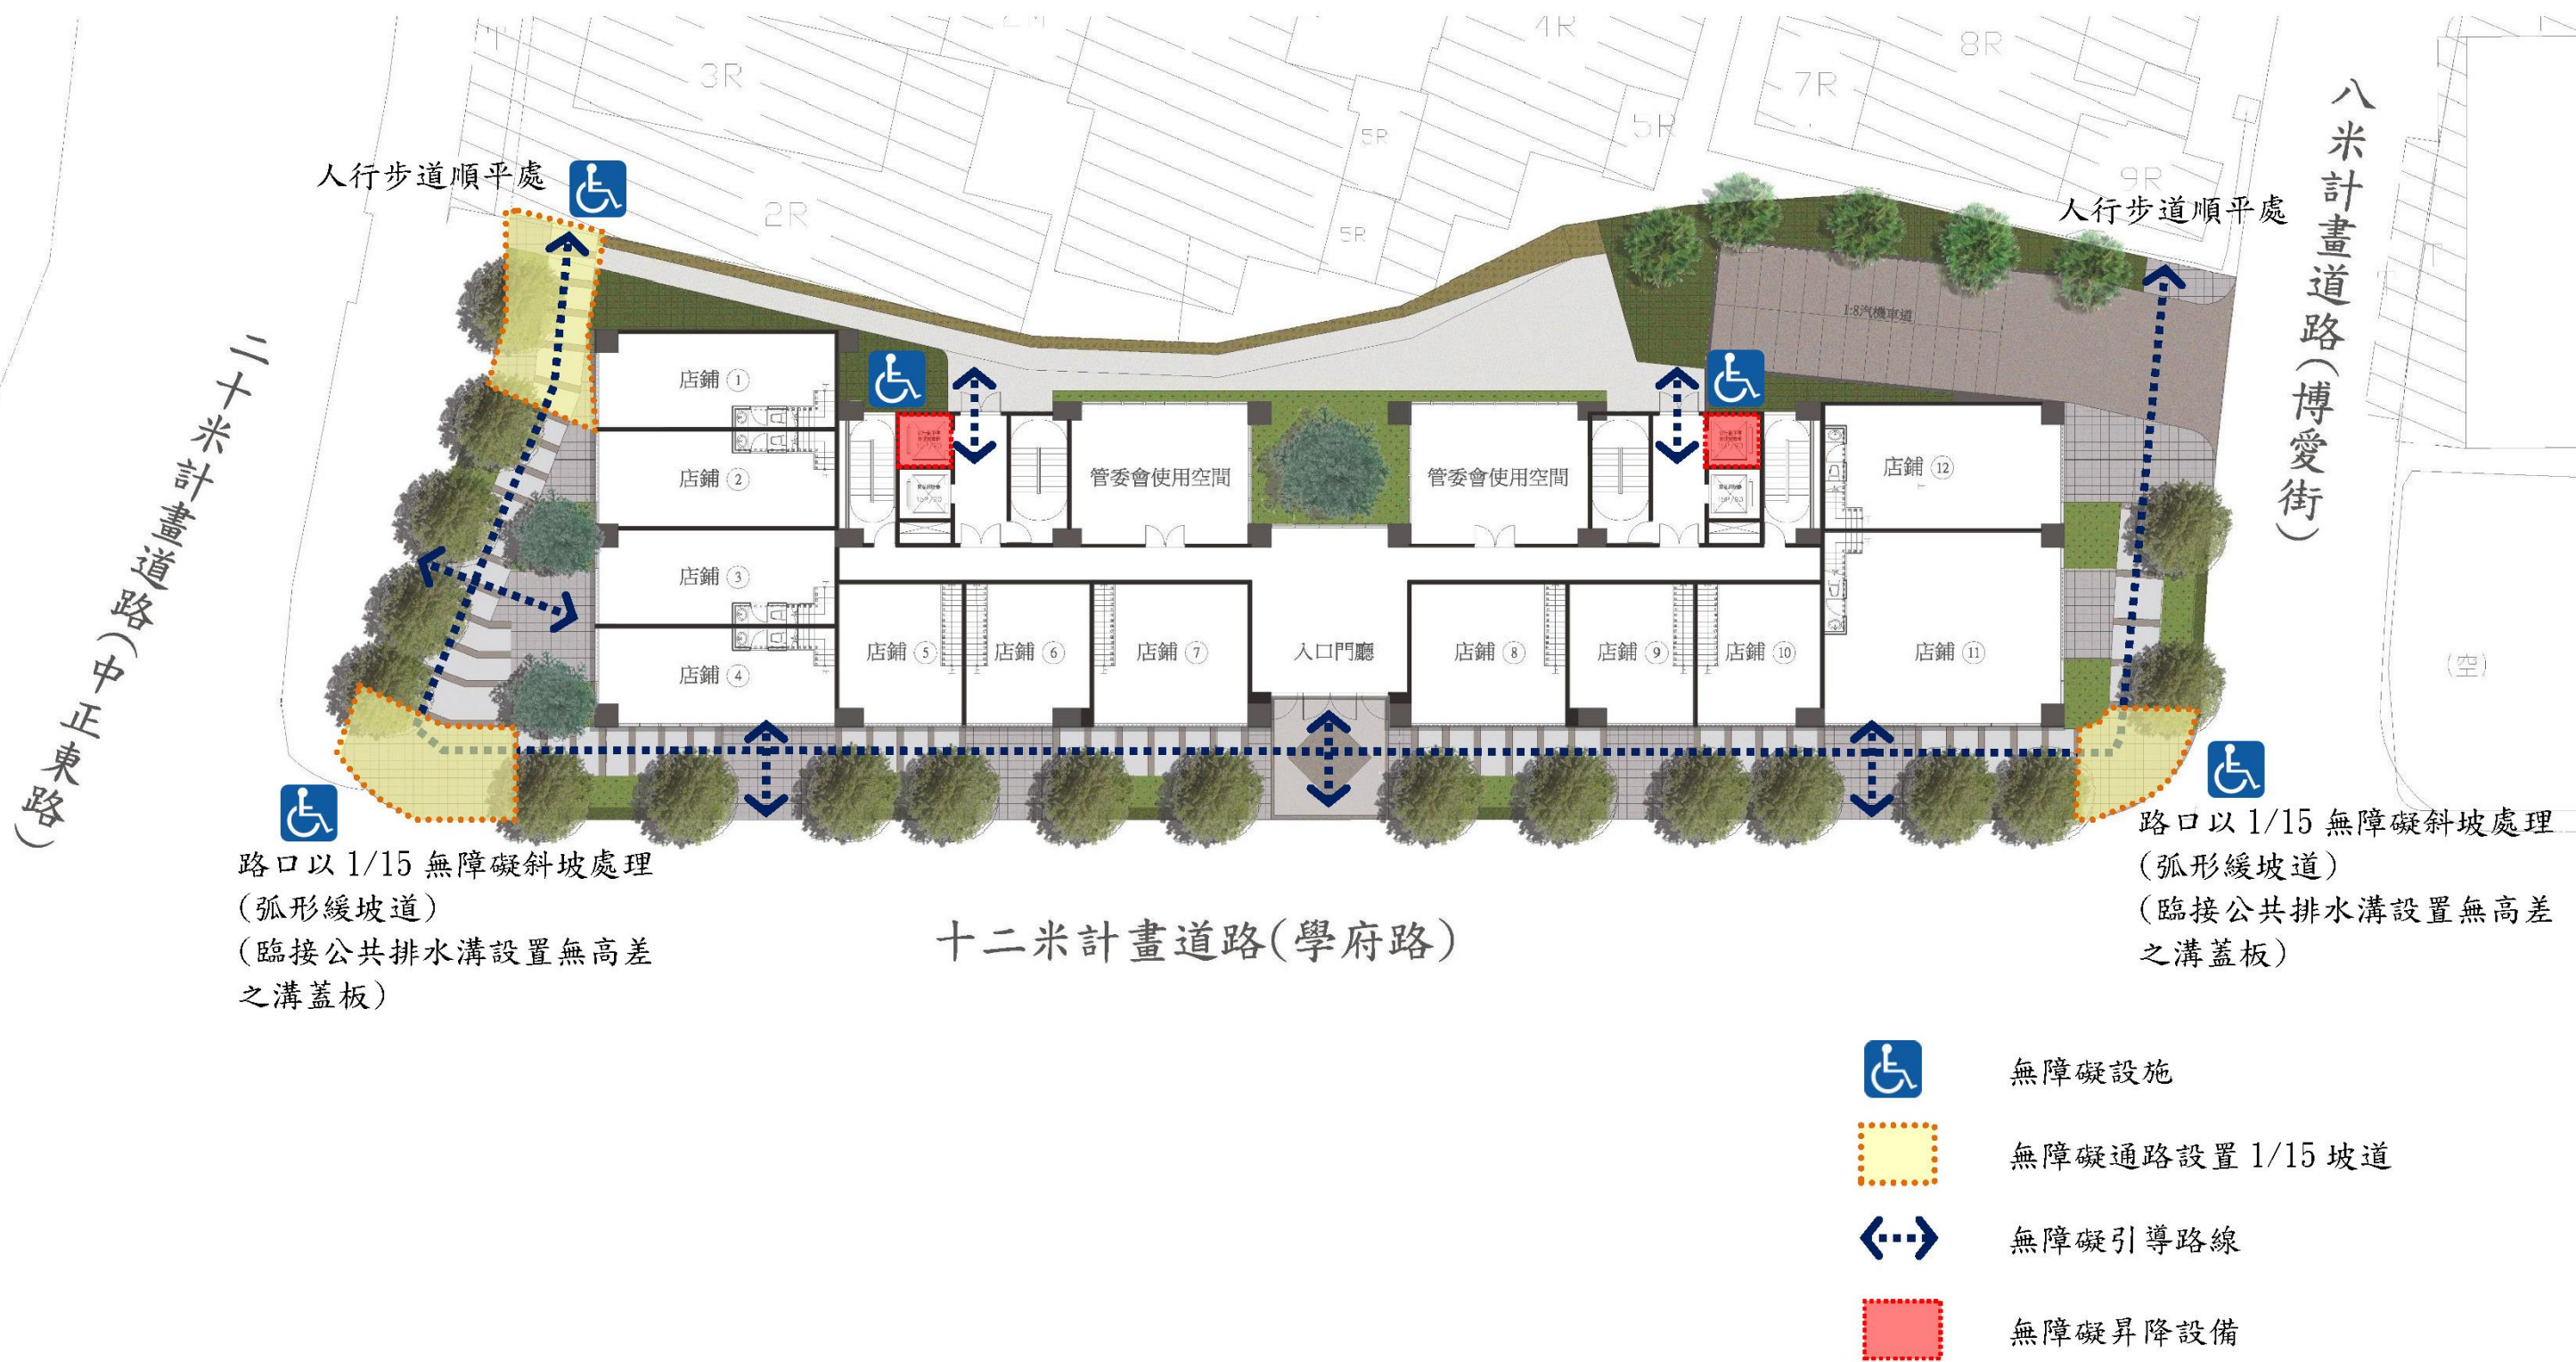 3R
4R
8R
7R
5R
5R
9R
2R
5R
人行步道順平處
人行步道順平處
八米計畫道路(博愛街)
二十米計畫道路(中正東路)
1:8汽機車道
店鋪 ①
店鋪 ②
店鋪 ③
店鋪 ④
管委會使用空間
管委會使用空間
店鋪 ⑫
店鋪 ⑤
店鋪 ⑥
店鋪 ⑦
入口門廳
店鋪 ⑧
店鋪 ⑨
店鋪 ⑩
店鋪 ⑪
(空)
路口以 1/15 無障礙斜坡處理
(弧形緩坡道)
(臨接公共排水溝設置無高差
之溝蓋板)
路口以 1/15 無障礙斜坡處理
(弧形緩坡道)
(臨接公共排水溝設置無高差
之溝蓋板)
十二米計畫道路(學府路)
無障礙設施
無障礙通路設置 1/15 坡道
無障礙引導路線
無障礙昇降設備